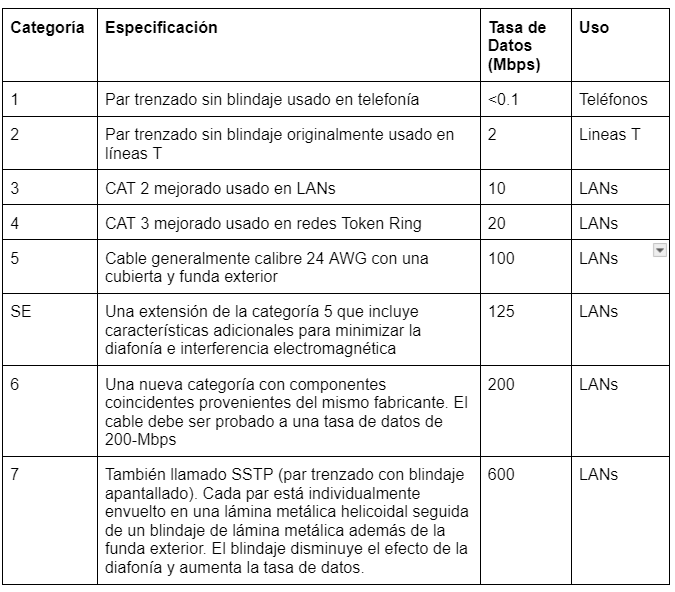 Categoría Especificación Tasa de Datos (Mbps) Uso
1 Par trenzado sin blindaje usado en telefonía <0.1 Teléfonos
2 Par trenzado sin blindaje originalmente usado en 2 Lineas T
líneas T
3 CAT 2 mejorado usado en LANs 10 LANs
4 CAT 3 mejorado usado en redes Token Ring 20 LANs
5 Cable generalmente calibre 24 AWG con una 100 LANs
cubierta y funda exterior
SE Una extensión de la categoría 5 que incluye 125 LANs
características adicionales para minimizar la
diafonía e interferencia electromagnética
6 Una nueva categoría con componentes 200 LANs
coincidentes provenientes del mismo fabricante. El
cable debe ser probado a una tasa de datos de
200-Mbps
7 También llamado SSTP (par trenzado con blindaje 600 LANs
apantallado). Cada par está individualmente
envuelto en una lámina metálica helicoidal seguida
de un blindaje de lámina metálica además de la
funda exterior. El blindaje disminuye el efecto de la
diafonía y aumenta la tasa de datos.